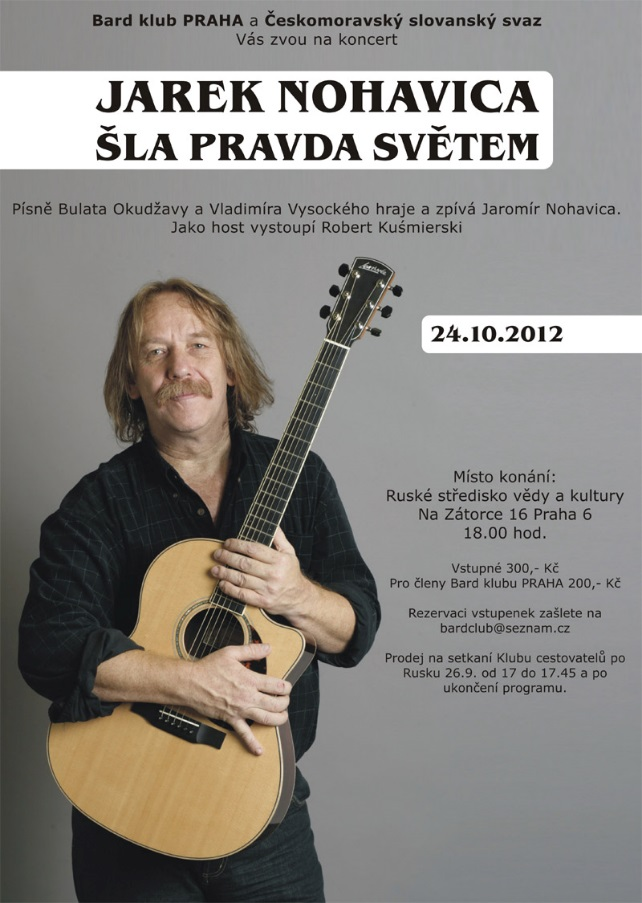 Bard klub PRAHA a Českomoravský slovanský svaz
Vás zvou na koncert
JAREK NOHAVICA
ŠLA PRAVDA SVĚTEM
Písně Bulata Okudžavy a Vladimíra Vysockého hraje a zpívá Jaromír Nohavica.
Jako host vystoupí Robert Kuśmierski
24.10.2012
Místo konání:
Ruské středisko vědy a kultury
Na Zátorce 16 Praha 6
18.00 hod.
Vstupné 300,- Kč
Pro členy Bard klubu PRAHA 200,- Kč
Rezervaci vstupenek zašlete na
bardclub@seznam.cz
Prodej na setkaní Klubu cestovatelů po
Rusku 26.9. od 17 do 17.45 a po
ukončení programu.